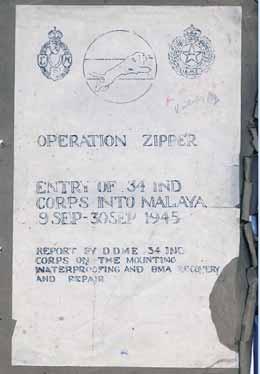 OPERATION ZIPPER
ENTRY OF 34 IND
CORPS INTO MALAYA
9 SEP - 30 SEP 1945
REPORT BY DDME 34 IND
CORPS ON THE MOUNTING
WATERPROOFING AND BMA RECOVERY
AND REPAIR